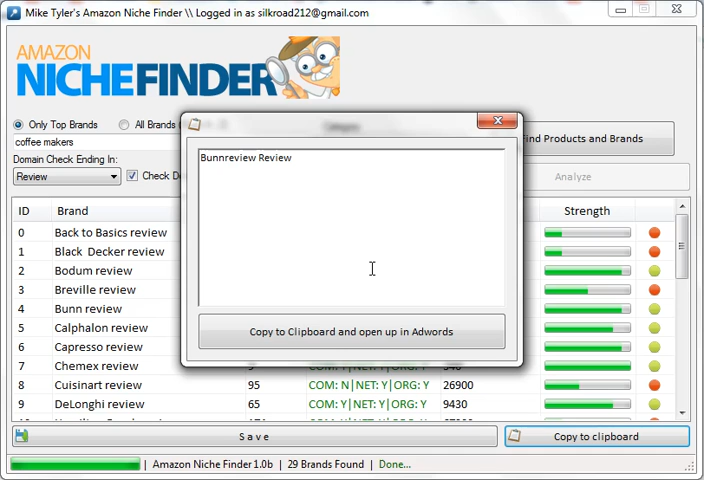 Mike Tyler's Amazon Niche Finder \\ Logged in as silkroad212@gmail.com
AMAZON
NICHEFINDER
Only Top Brands
All Brands
Category
coffee makers
Find Products and Brands
Domain Check Ending In:
Review
Check
Analyze
Bunnreview Review
Copy to Clipboard and open up in Adwords
ID Brand Strength
0 Back to Basics review
1 Black Decker review
2 Bodum review
3 Breville review
4 Bunn review
5 Calphalon review
6 Capresso review
7 Chemex review
8 Cuisinart review 95 COM: N|NET: Y|ORG: Y 26900
9 DeLonghi review 65 COM: Y|NET: Y|ORG: Y 9430
Save
Copy to clipboard
Amazon Niche Finder 1.0b | 29 Brands Found | Done...